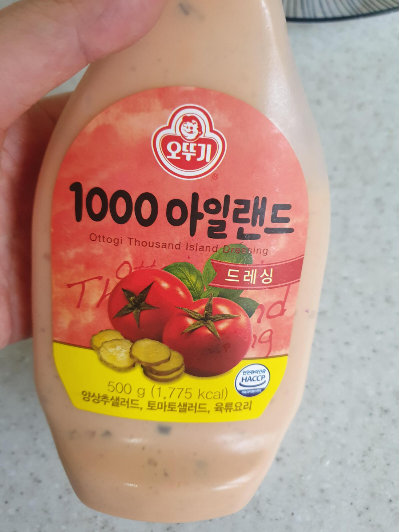 오뚜기
1000 아일랜드
Ottogi Thousand Island Dressing
드레싱
500 g (1,775 kcal)
HACCP
양상추샐러드, 토마토샐러드, 육류요리